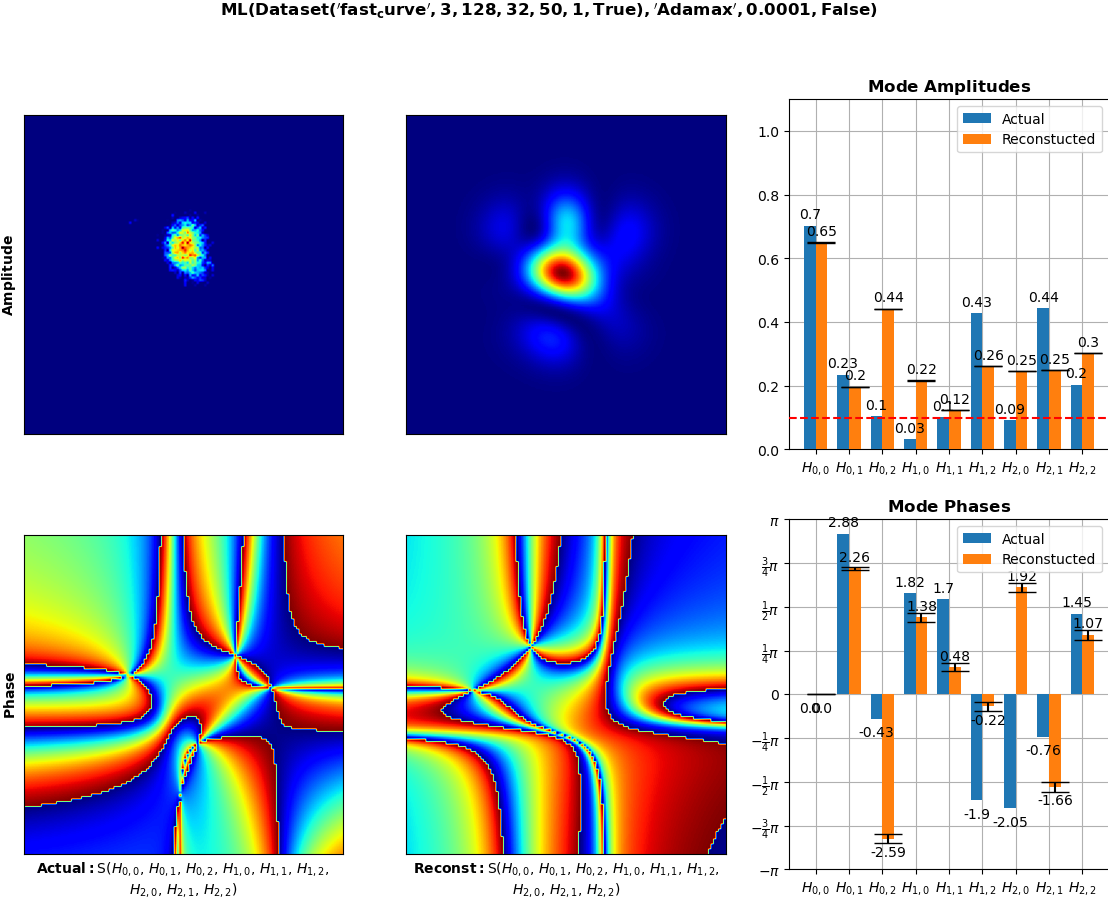 ML(Dataset('fast_curve', 3, 128, 32, 50, 1, True), 'Adamax', 0.0001, False)
Amplitude
Mode Amplitudes
Actual
Reconstucted
1.0
0.8
0.6
0.4
0.2
0.0
0.7
0.65
0.23
0.2
0.1
0.44
0.03
0.22
0.1
0.12
0.43
0.26
0.09
0.25
0.44
0.25
0.2
0.3
H0,0 H0,1 H0,2 H1,0 H1,1 H1,2 H2,0 H2,1 H2,2
Phase
Actual: S(H0,0, H0,1, H0,2, H1,0, H1,1, H1,2,
H2,0, H2,1, H2,2)
Reconst: S(H0,0, H0,1, H0,2, H1,0, H1,1, H1,2,
H2,0, H2,1, H2,2)
Mode Phases
Actual
Reconstucted
π
3/4π
1/2π
1/4π
0
−1/4π
−1/2π
−3/4π
−π
0.0
0.0
2.88
2.26
-0.43
-2.59
1.82
1.38
1.7
0.48
-1.9
-0.22
-2.05
1.92
-0.76
-1.66
1.45
1.07
H0,0 H0,1 H0,2 H1,0 H1,1 H1,2 H2,0 H2,1 H2,2